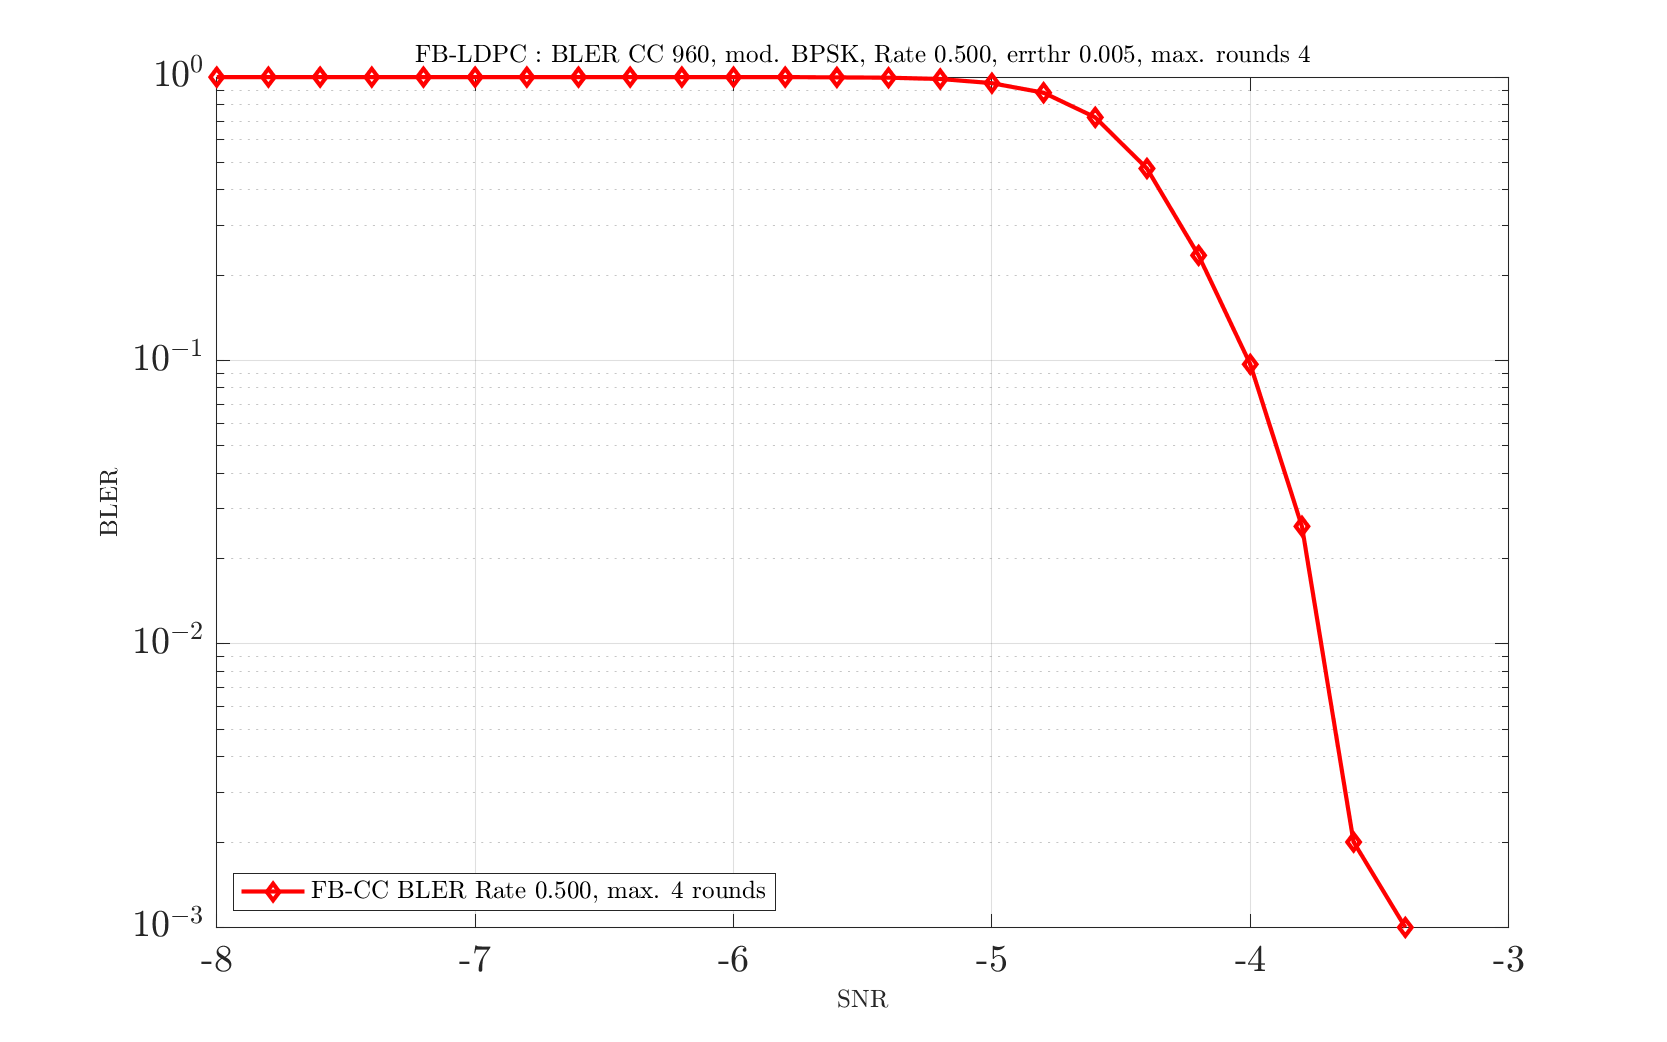 FB-LDPC : BLER CC 960, mod. BPSK, Rate 0.500, errthr 0.005, max. rounds 4
10^0
10^-1
10^-2
10^-3
BLER
FB-CC BLER Rate 0.500, max. 4 rounds
-8 -7 -6 -5 -4 -3
SNR